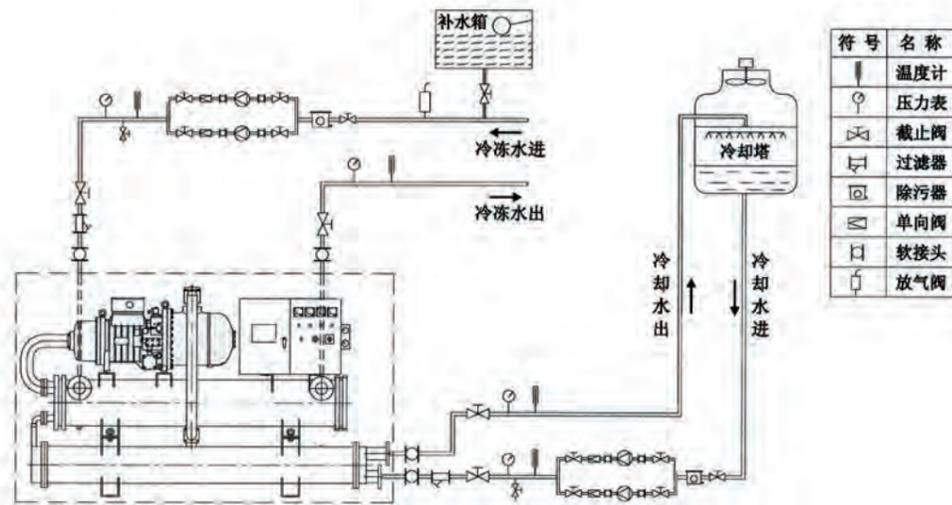 补水箱
冷冻水进
冷冻水出
冷却塔
冷却水出
冷却水进
符号 名称
温度计
压力表
截止阀
过滤器
除污器
单向阀
软接头
放气阀